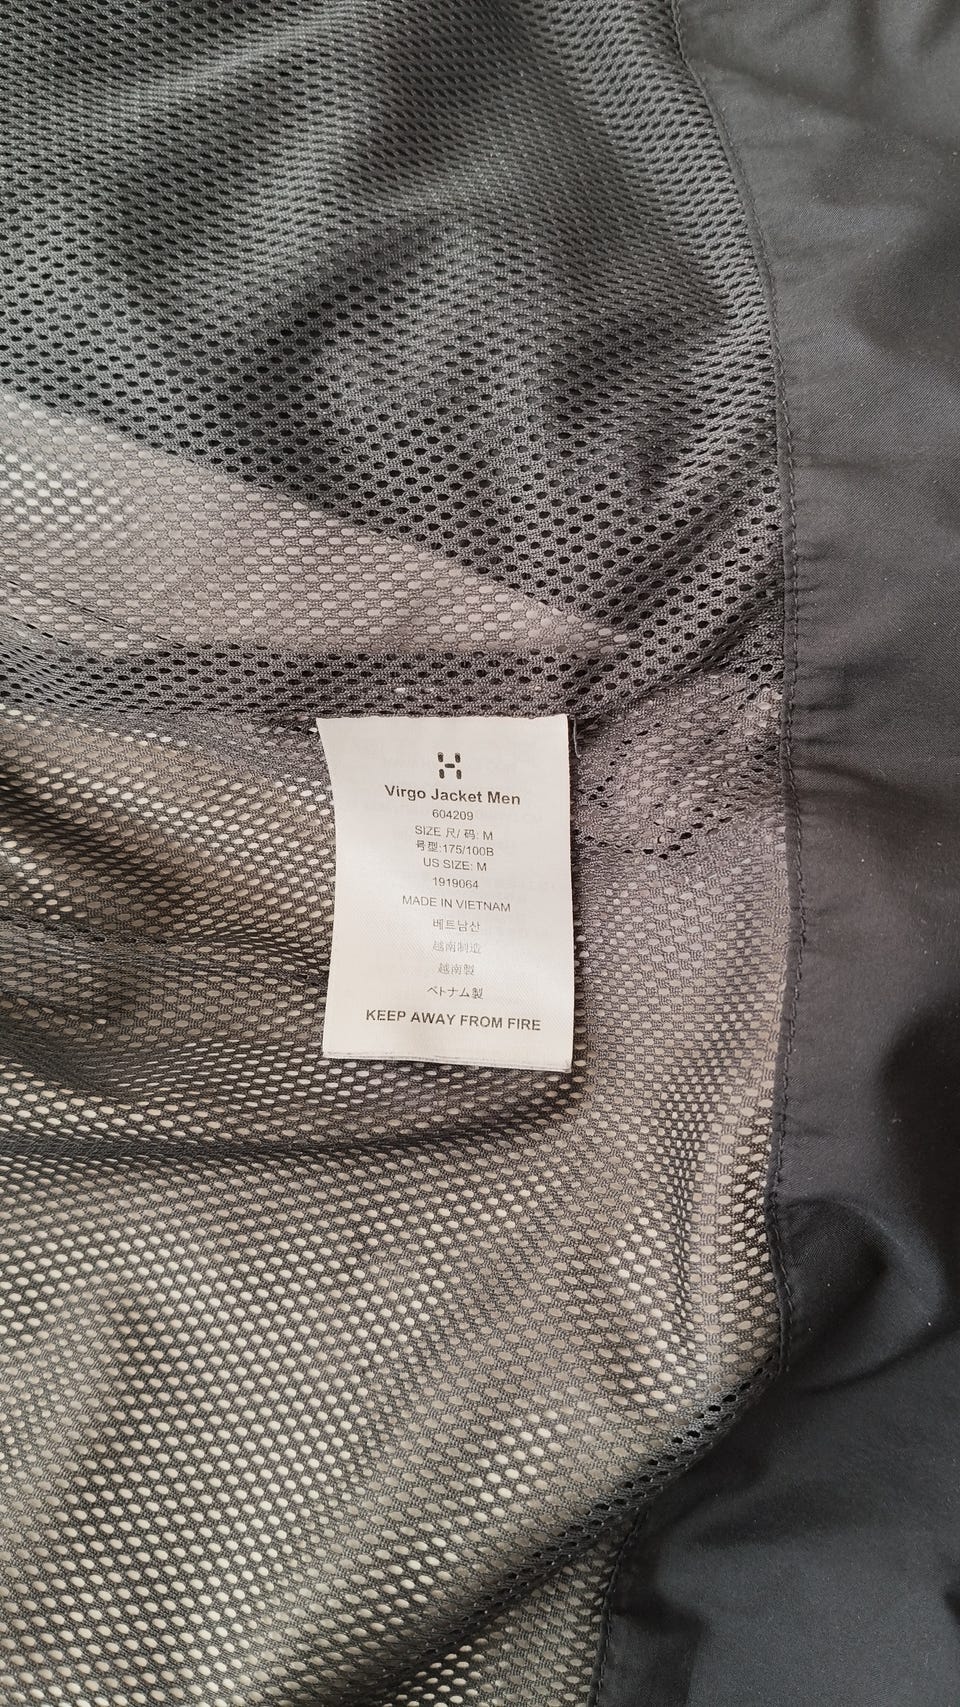 Virgo Jacket Men
604209
SIZE 尺/ 码: M
号型:175/100B
US SIZE: M
1919064
MADE IN VIETNAM
베트남산
越南制造
越南製
ベトナム製
KEEP AWAY FROM FIRE